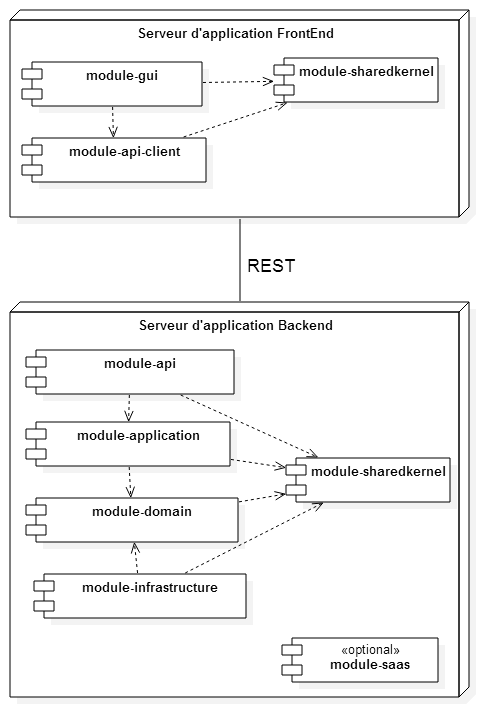 Serveur d'application FrontEnd
module-gui
module-sharedkernel
module-api-client
REST
Serveur d'application Backend
module-api
module-application
module-sharedkernel
module-domain
module-infrastructure
«optional»
module-saas